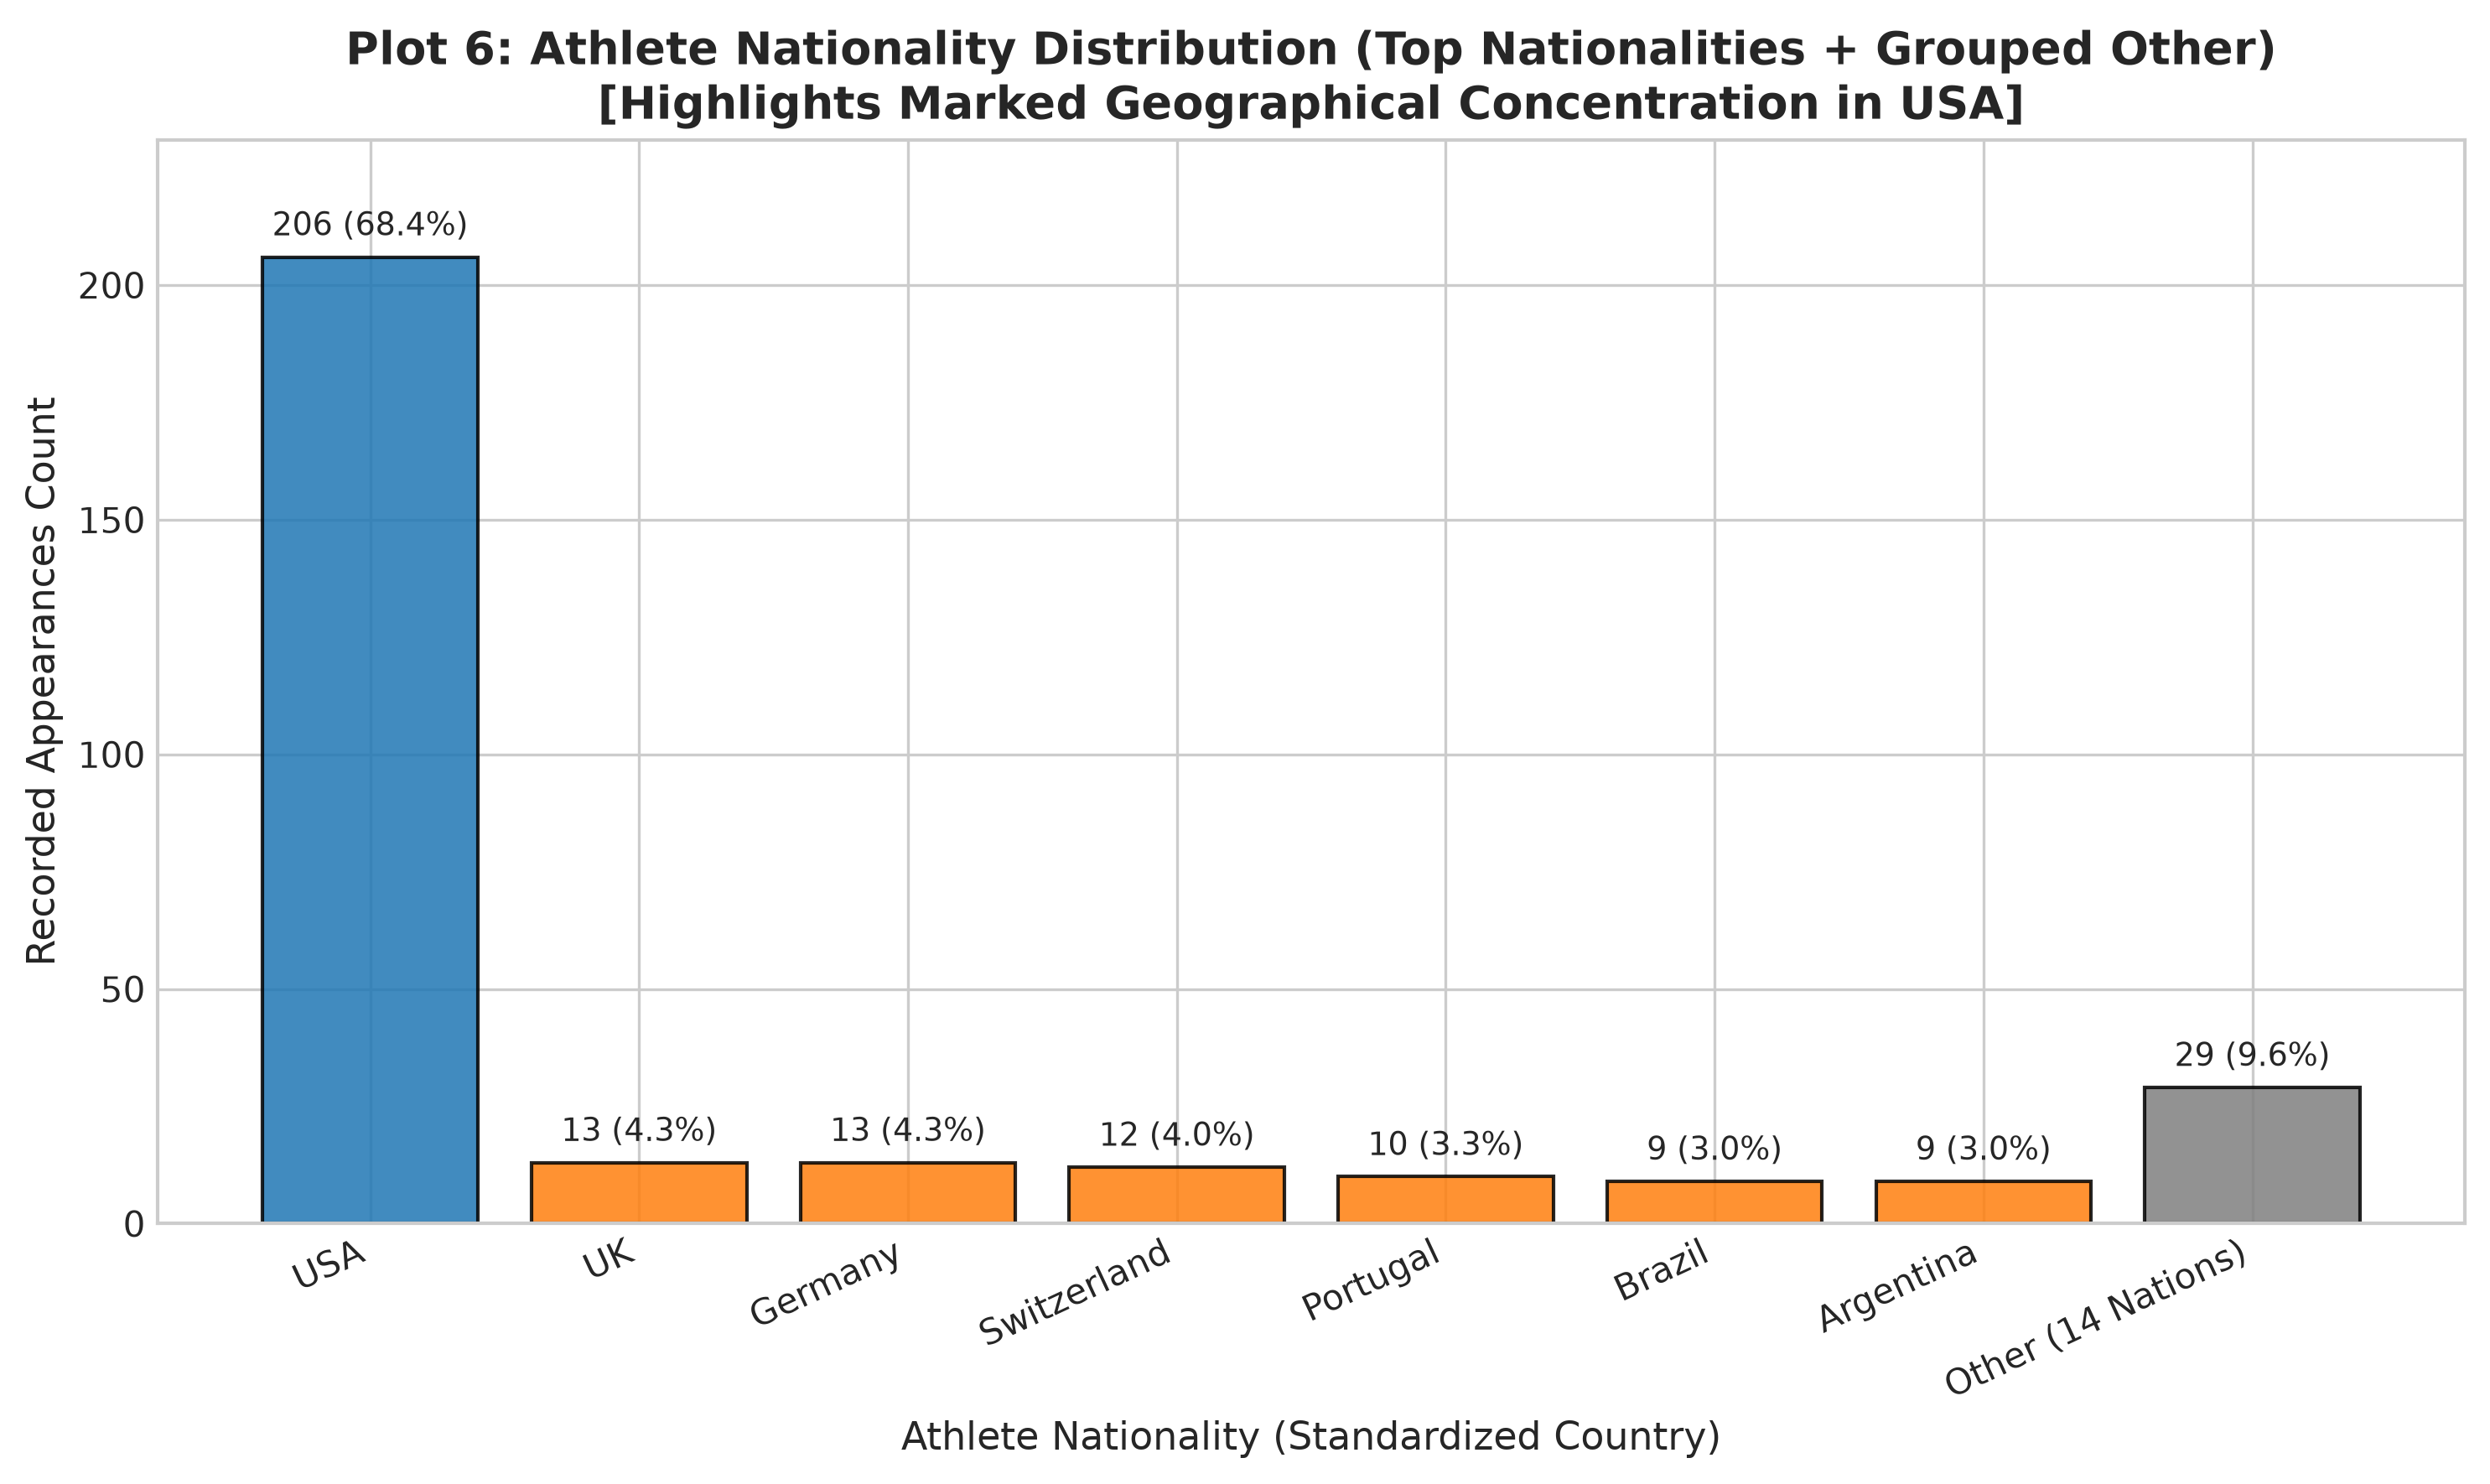 Plot 6: Athlete Nationality Distribution (Top Nationalities + Grouped Other)
[Highlights Marked Geographical Concentration in USA]
Recorded Appearances Count
200
150
100
50
0
206 (68.4%)
13 (4.3%)
13 (4.3%)
12 (4.0%)
10 (3.3%)
9 (3.0%)
9 (3.0%)
29 (9.6%)
USA
UK
Germany
Switzerland
Portugal
Brazil
Argentina
Other (14 Nations)
Athlete Nationality (Standardized Country)